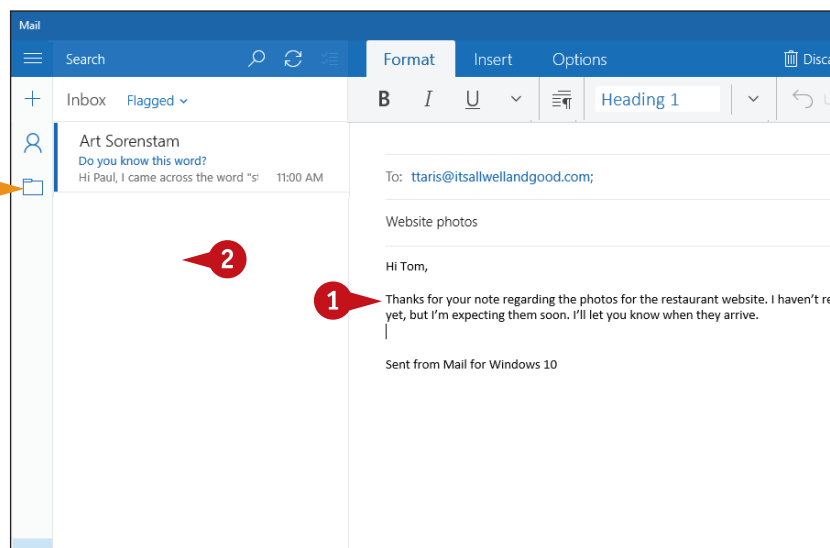 Mail
Search
Format Insert Options
Inbox Flagged
B I U Heading 1
Art Sorenstam
Do you know this word?
Hi Paul, I came across the word 11:00 AM
To: ttaris@itsallwellandgood.com;
Website photos
2
Hi Tom,
1
Thanks for your note regarding the photos for the restaurant website. I haven't
yet, but I'm expecting them soon. I'll let you know when they arrive.
Sent from Mail for Windows 10